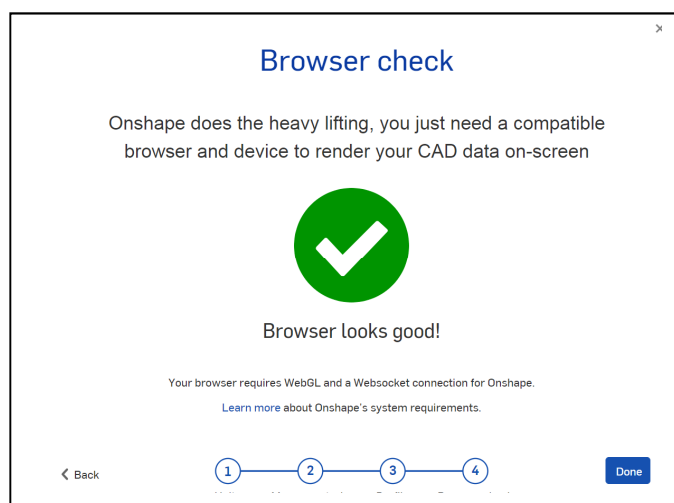 Browser check
Onshape does the heavy lifting, you just need a compatible
browser and device to render your CAD data on-screen
Browser looks good!
Your browser requires WebGL and a Websocket connection for Onshape.
Learn more about Onshape's system requirements.
Back
1 2 3 4
Done